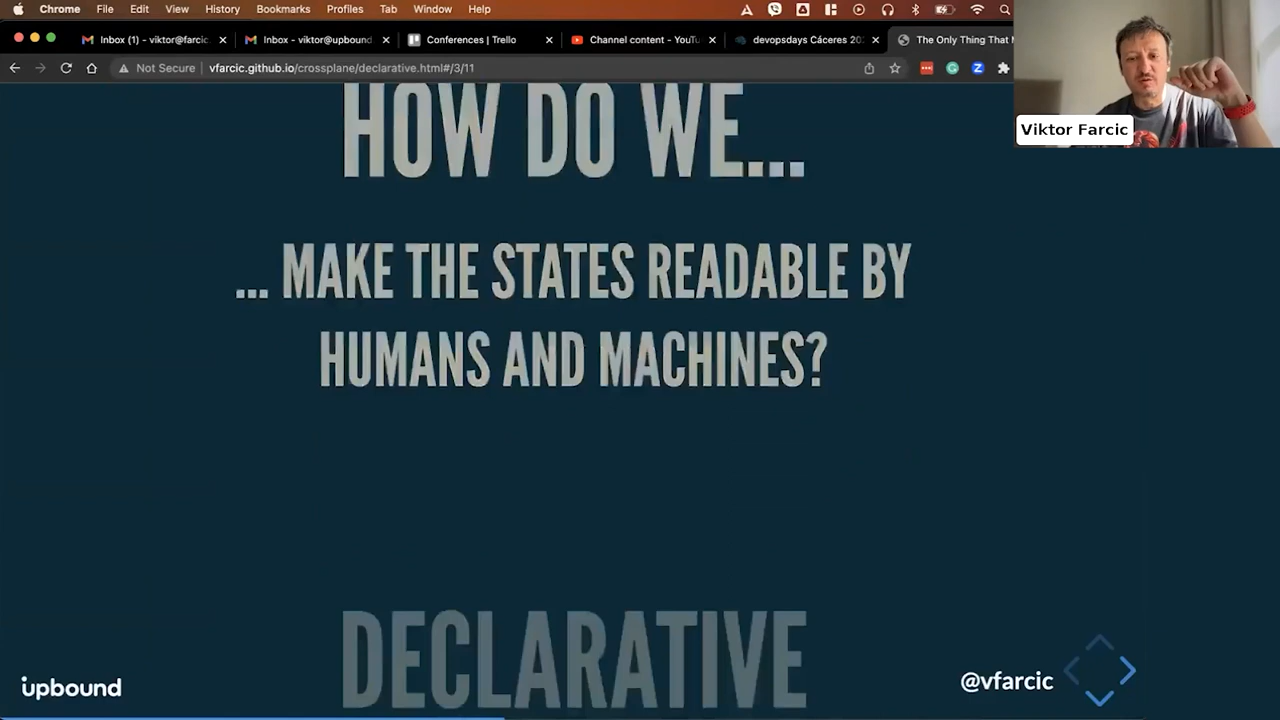 Chrome File Edit View History Bookmarks Profiles Tab Window Help
Inbox (1) - viktor@farcic. Inbox - viktor@upbound Conferences | Trello Channel content - YouTu devopsdays Cáceres 20 The Only Thing That M
Not Secure vfarcic.github.io/crossplane/declarative.html#/3/11
Viktor Farcic
HOW DO WE...
... MAKE THE STATES READABLE BY
HUMANS AND MACHINES?
DECLARATIVE
upbound
@vfarcic